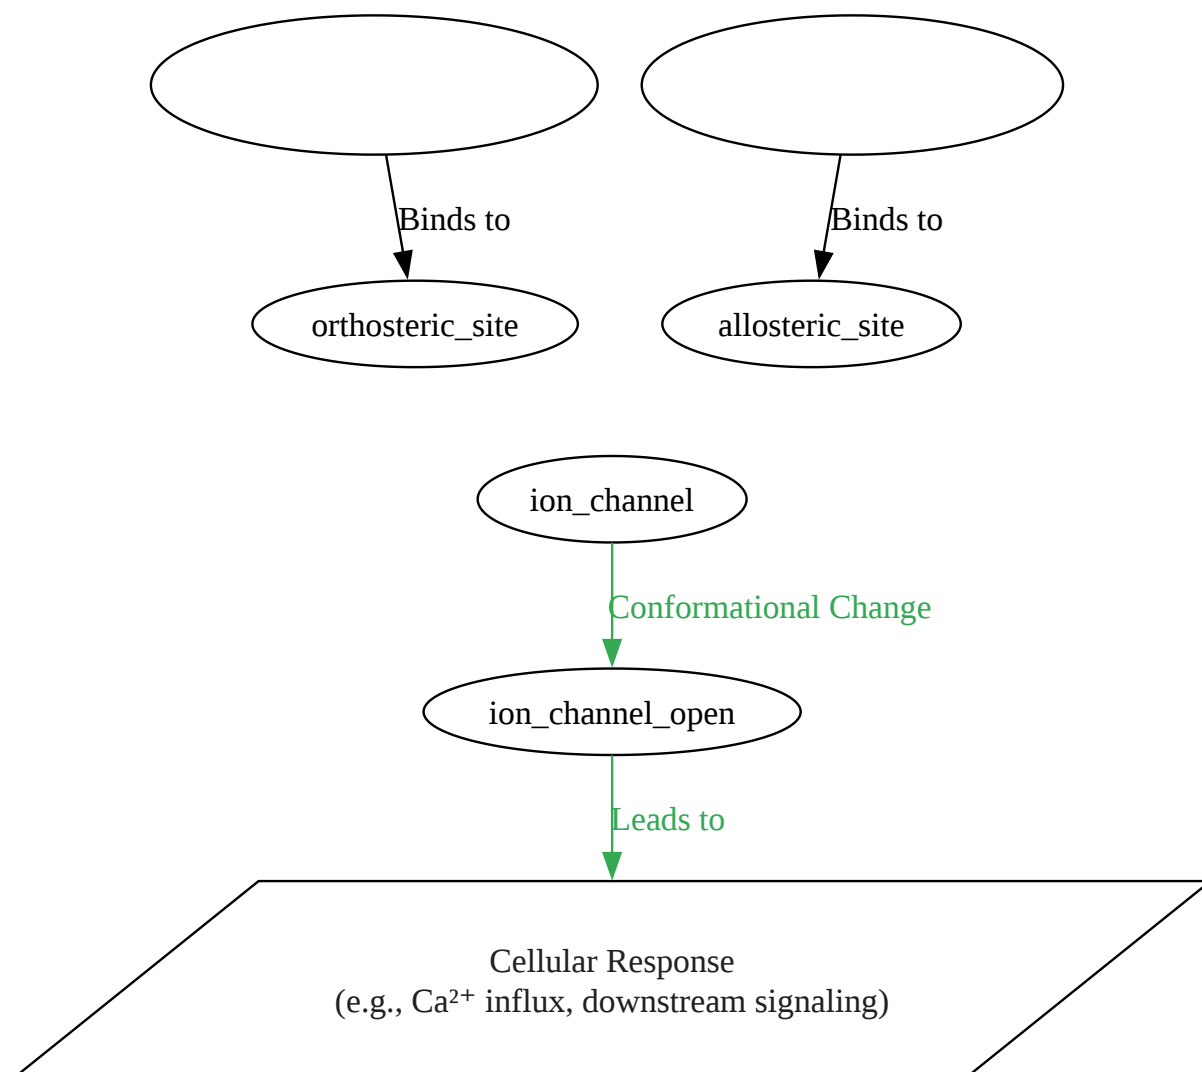 Binds to
Binds to
orthosteric_site
allosteric_site
ion_channel
Conformational Change
ion_channel_open
Leads to
Cellular Response
(e.g., Ca²⁺ influx, downstream signaling)